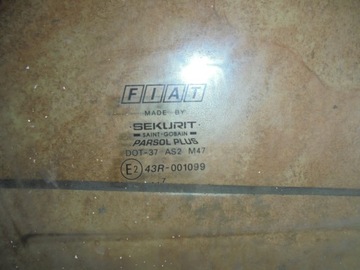 FIAT
MADE BY
SEKURIT
SAINT-GOBAIN
PARSOL PLUS
DOT-37 AS2 M47
E2 43R-001099